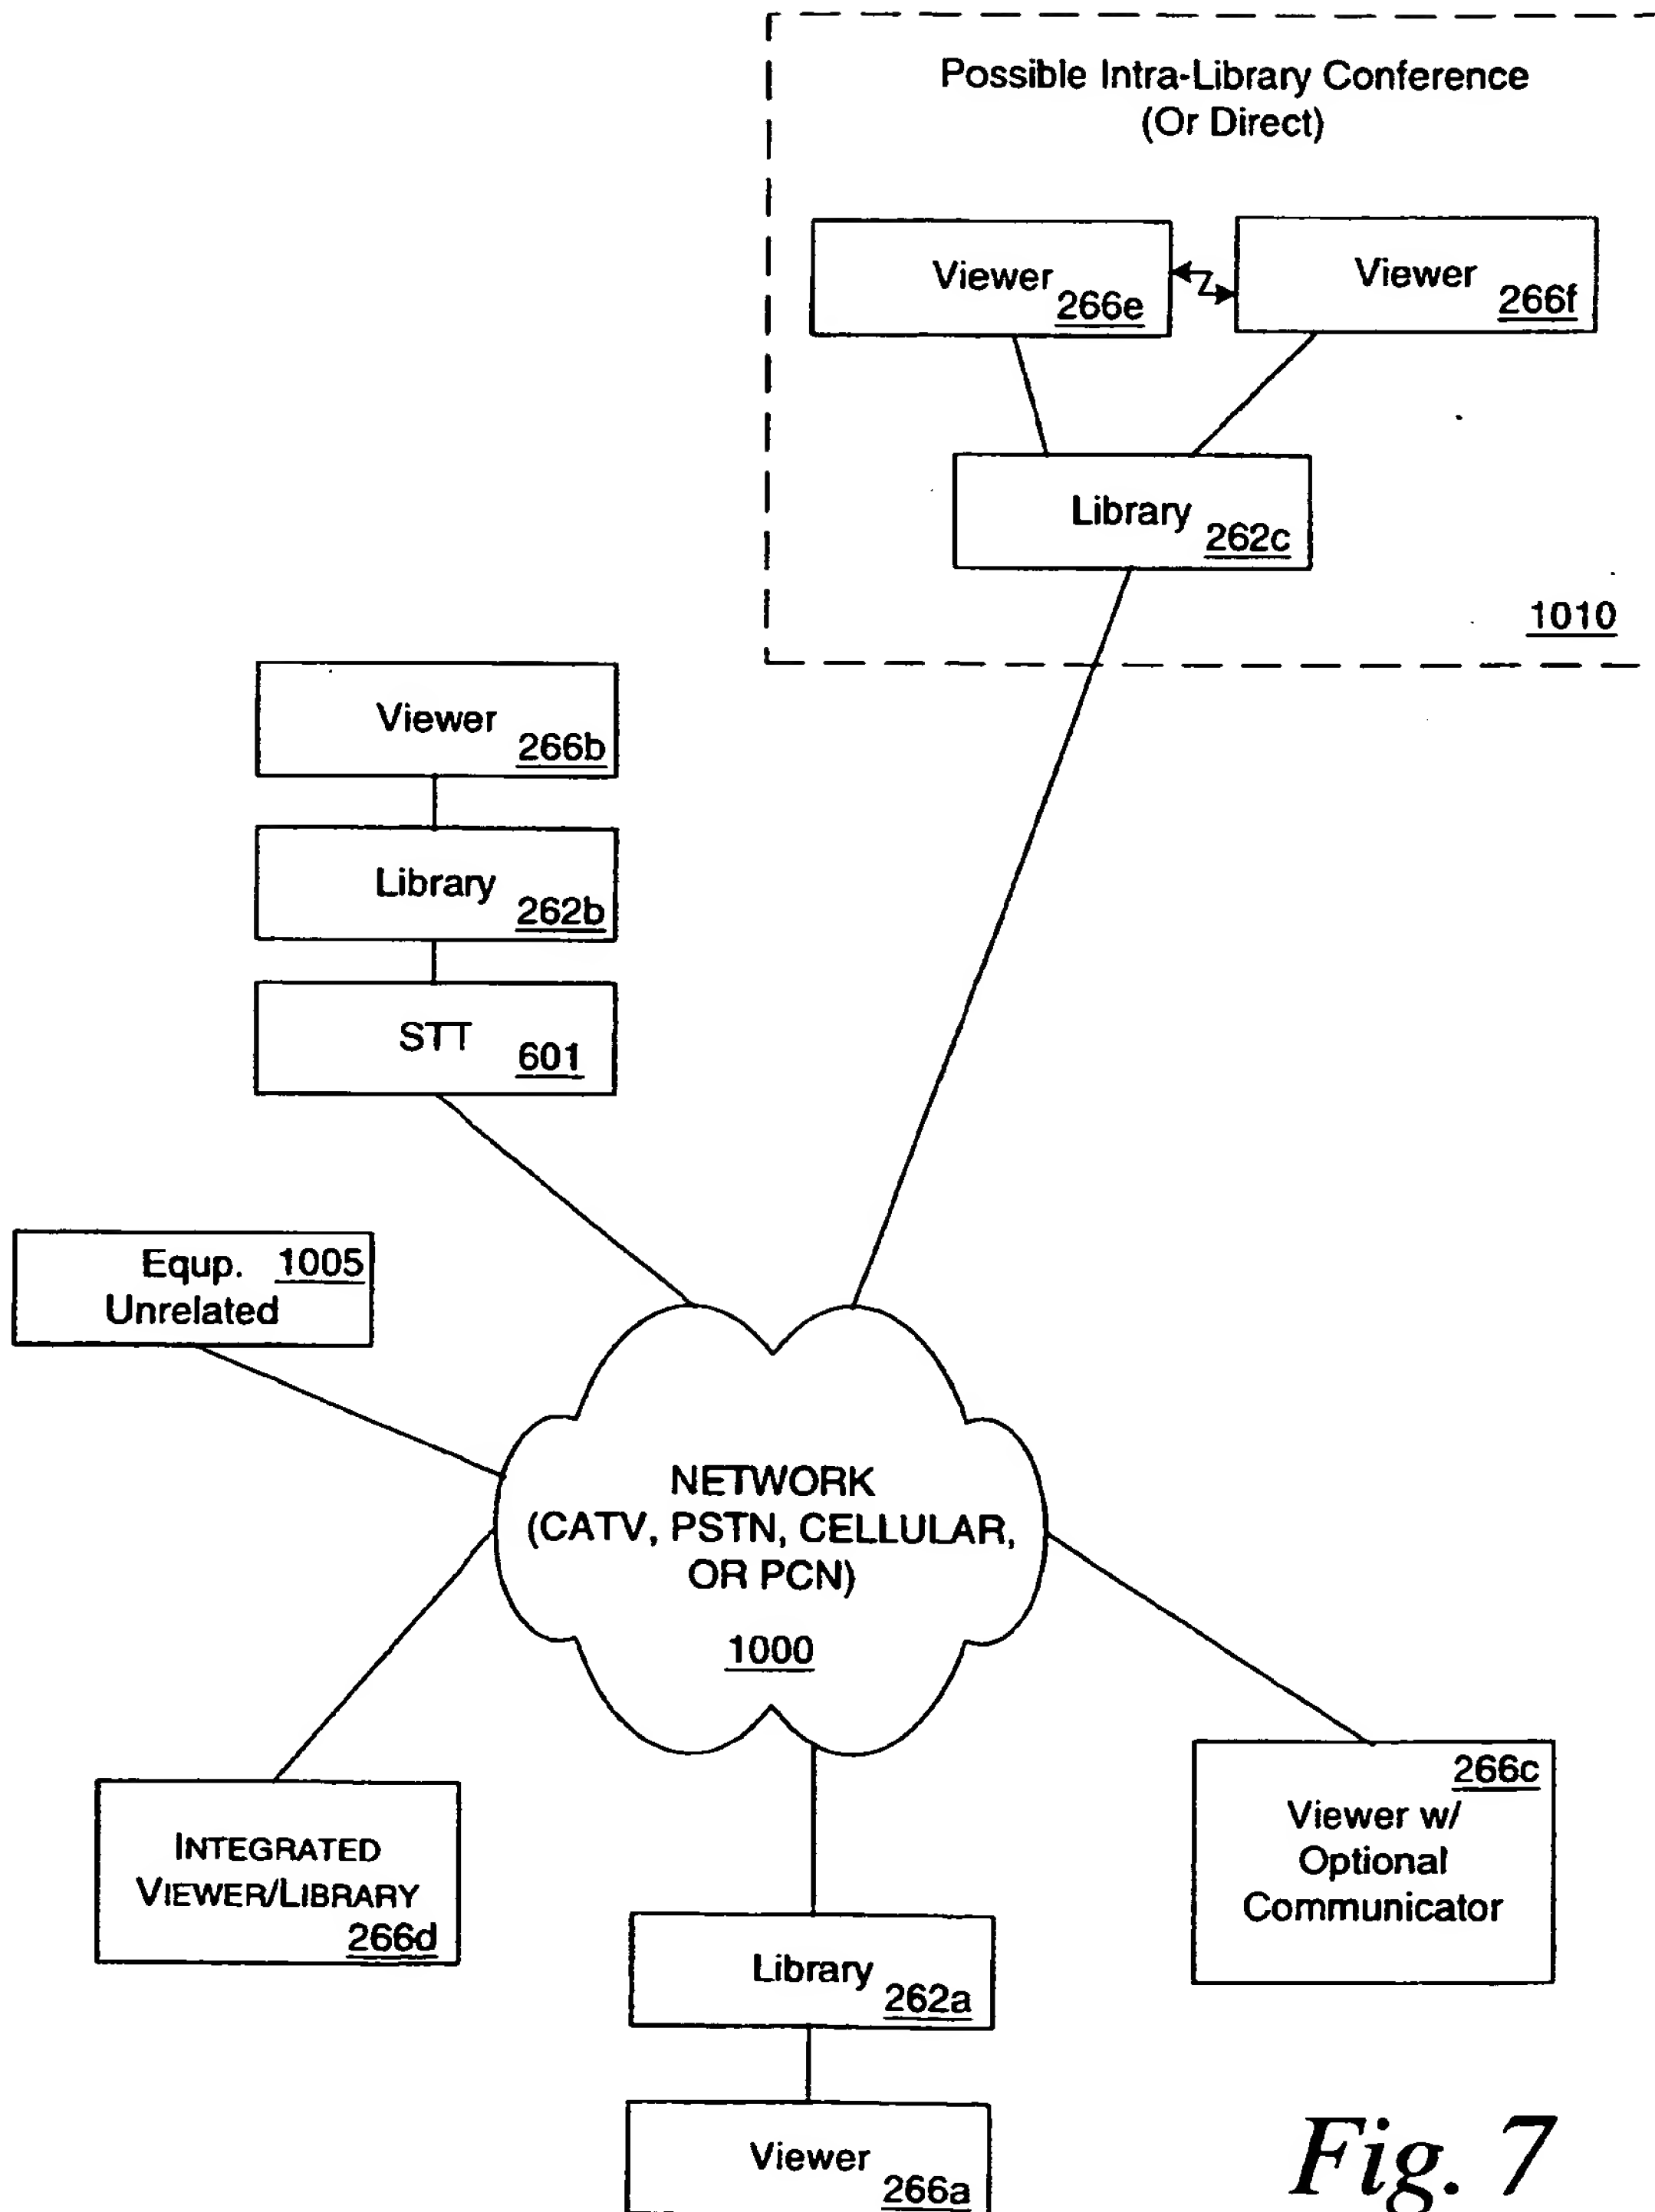 Possible Intra-Library Conference
(Or Direct)
Viewer
266e
Viewer
266f
Library
262c
1010
Viewer
266b
Library
262b
STT
601
Equp. 1005
Unrelated
NETWORK
(CATV, PSTN, CELLULAR,
OR PCN)
1000
INTEGRATED
VIEWER/LIBRARY
266d
266c
Viewer w/
Optional
Communicator
Library
262a
Viewer
266a
Fig. 7